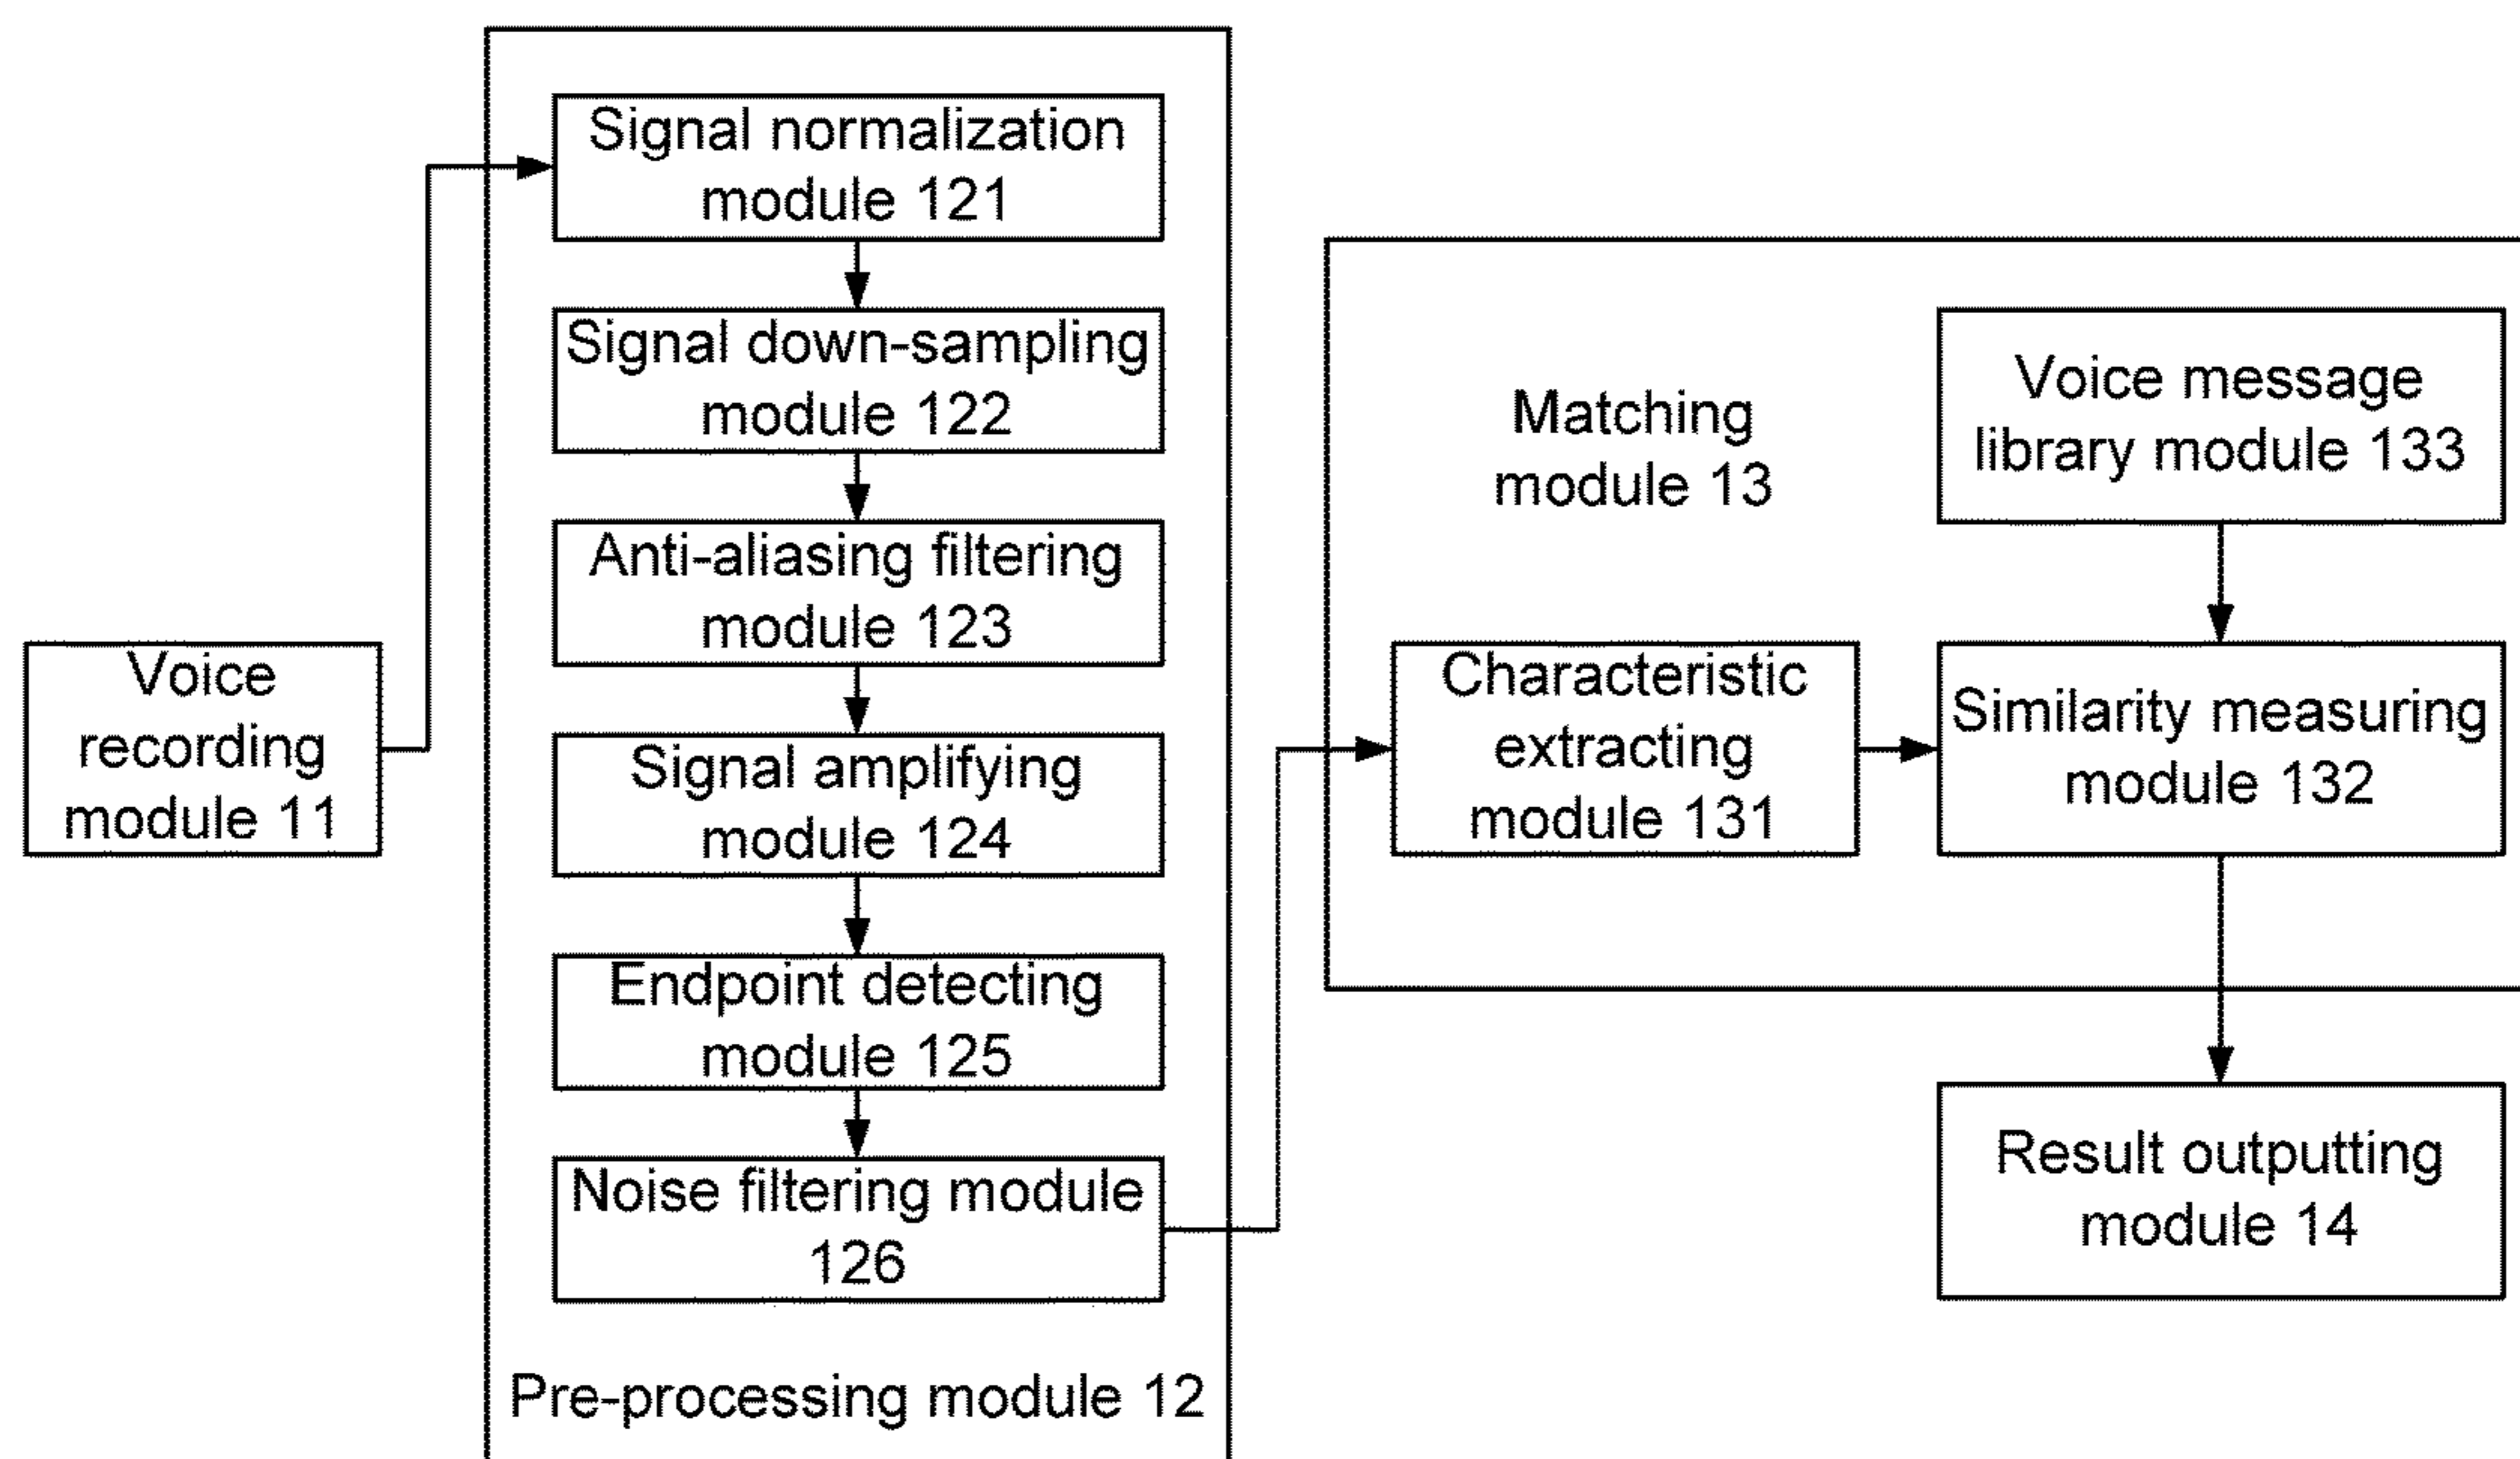 Signal normalization
module 121
Signal down-sampling
module 122
Anti-aliasing filtering
module 123
Signal amplifying
module 124
Endpoint detecting
module 125
Noise filtering module
126
Pre-processing module 12
Voice
recording
module 11
Matching
module 13
Voice message
library module 133
Characteristic
extracting
module 131
Similarity measuring
module 132
Result outputting
module 14